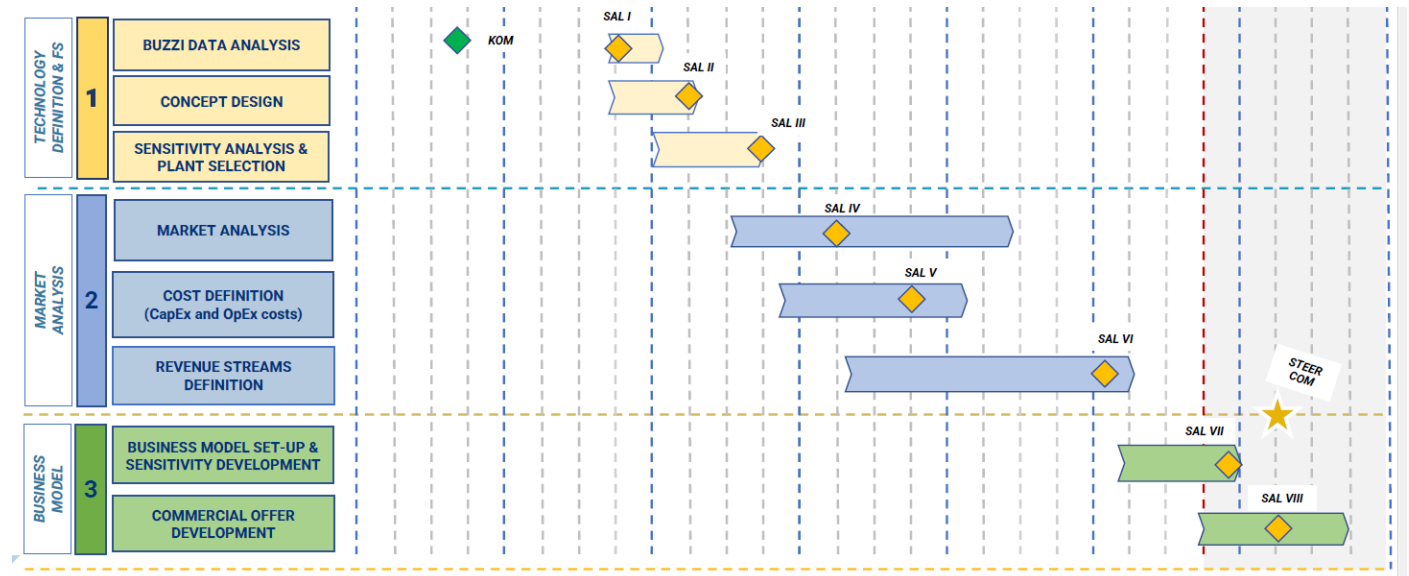 TECHNOLOGY
DEFINITION & FS
1
BUZZI DATA ANALYSIS
KOM
SAL I
CONCEPT DESIGN
SAL II
SENSITIVITY ANALYSIS &
PLANT SELECTION
SAL III
MARKET
ANALYSIS
2
MARKET ANALYSIS
SAL IV
COST DEFINITION
(CapEx and OpEx costs)
SAL V
REVENUE STREAMS
DEFINITION
SAL VI
STEER
COM
BUSINESS
MODEL
3
BUSINESS MODEL SET-UP &
SENSITIVITY DEVELOPMENT
SAL VII
COMMERCIAL OFFER
DEVELOPMENT
SAL VIII